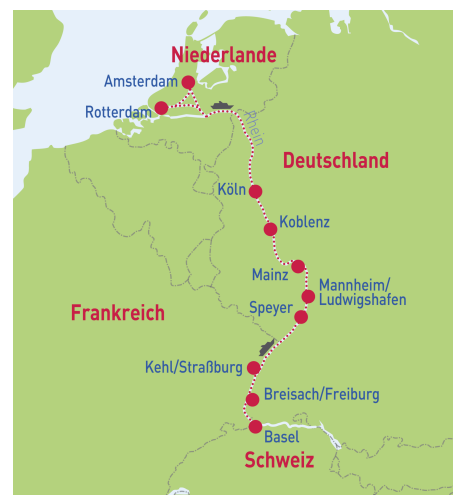 Niederlande
Amsterdam
Rotterdam
Rhein
Deutschland
Köln
Koblenz
Mainz
Mannheim/
Ludwigshafen
Speyer
Frankreich
Kehl/Straßburg
Breisach/Freiburg
Basel
Schweiz